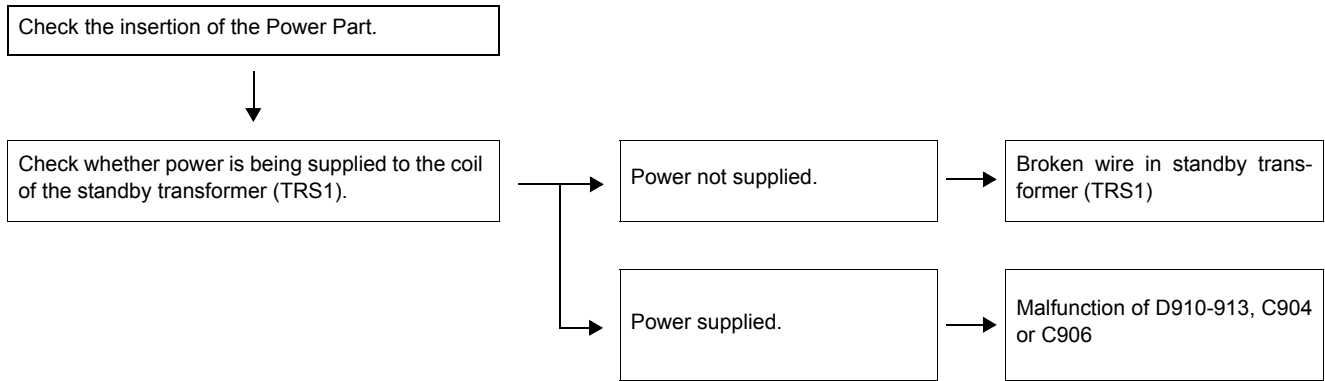 Check the insertion of the Power Part.
Check whether power is being supplied to the coil
of the standby transformer (TRS1).
Power not supplied.
Broken wire in standby trans-
former (TRS1)
Power supplied.
Malfunction of D910-913, C904
or C906